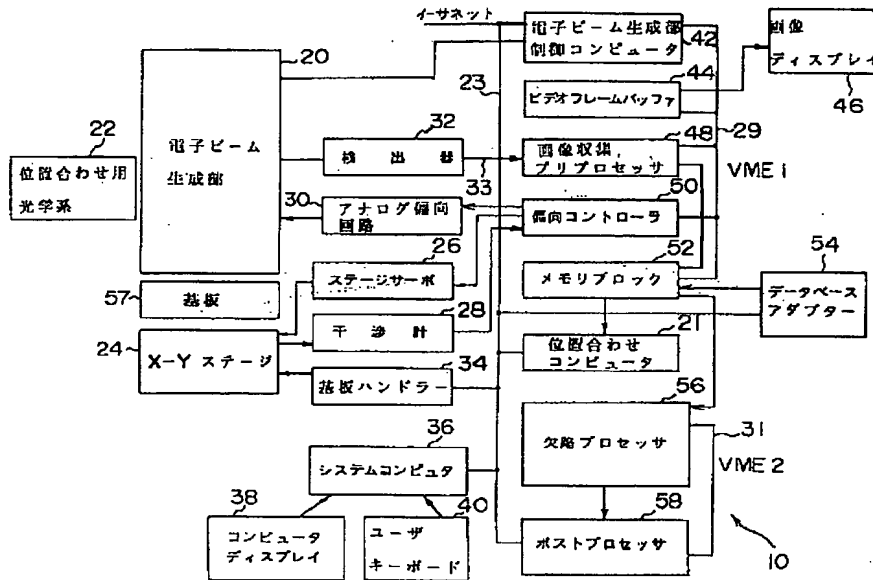 イーサネット
電子ビーム生成部
制御コンピュータ
42
画像
ディスプレイ
46
20
23
44
ビデオフレームバッファ
22
位置合わせ用
光学系
電子ビーム
生成部
32
検出器
33
48
画像収集,
プリプロセッサ
29
VME 1
30
アナログ偏向
回路
50
偏向コントローラ
26
ステージサーボ
52
メモリブロック
54
データベース
アダプター
57
基板
28
干渉計
21
位置合わせ
コンピュータ
24
X-Y ステージ
34
基板ハンドラー
56
欠陥プロセッサ
31
VME 2
36
システムコンピュタ
38
コンピュータ
ディスプレイ
40
ユーザ
キーボード
58
ポストプロセッサ
10